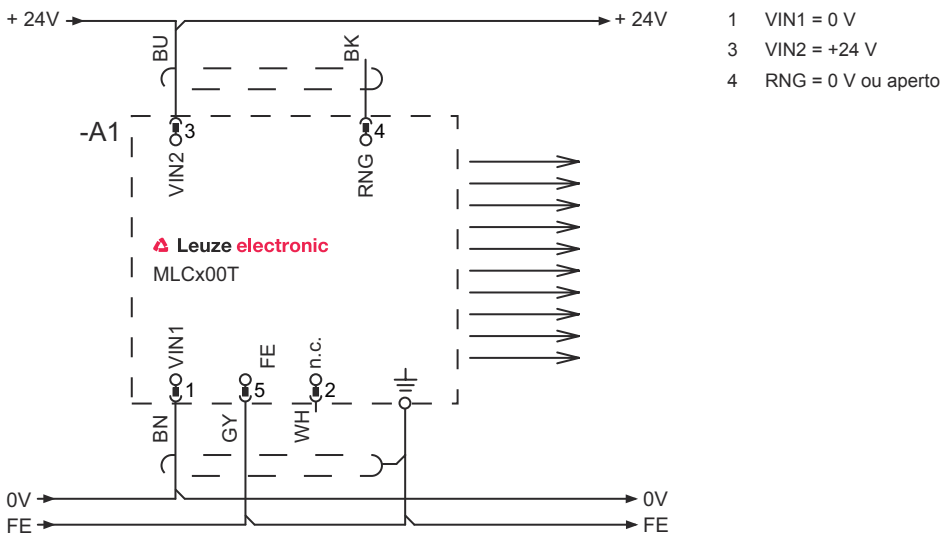 + 24V
+ 24V
1 VIN1 = 0 V
3 VIN2 = +24 V
4 RNG = 0 V ou aperto
BU
BK
-A1
3
4
VIN2
RNG
Leuze electronic
MLCx00T
VIN1
FE
n.c.
1
5
2
BN
GY
WH
0V
0V
FE
FE